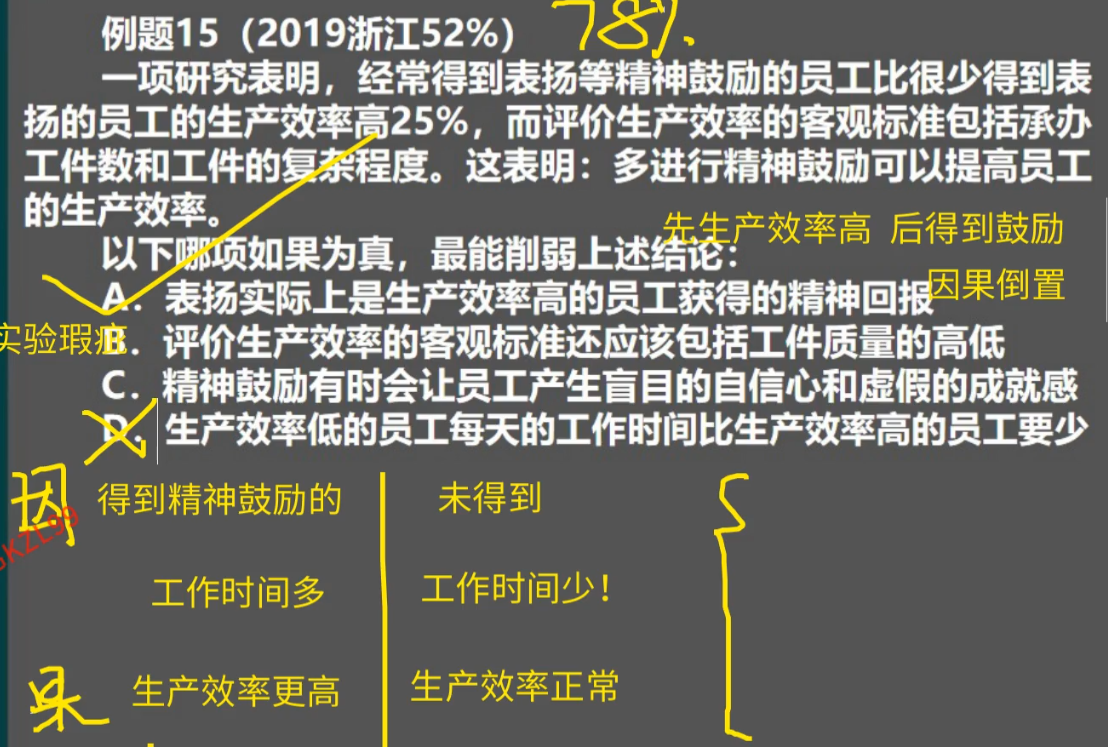 例题15（2019浙江52%） 78%.
一项研究表明，经常得到表扬等精神鼓励的员工比很少得到表
扬的员工的生产效率高25%，而评价生产效率的客观标准包括承办
工件数和工件的复杂程度。这表明：多进行精神鼓励可以提高员工
的生产效率。
先生产效率高 后得到鼓励
以下哪项如果为真，最能削弱上述结论：
因果倒置
A．表扬实际上是生产效率高的员工获得的精神回报
实验瑕疵
B．评价生产效率的客观标准还应该包括工件质量的高低
C．精神鼓励有时会让员工产生盲目的自信心和虚假的成就感
D．生产效率低的员工每天的工作时间比生产效率高的员工要少
因 得到精神鼓励的 未得到
工作时间多 工作时间少！
果 生产效率更高 生产效率正常